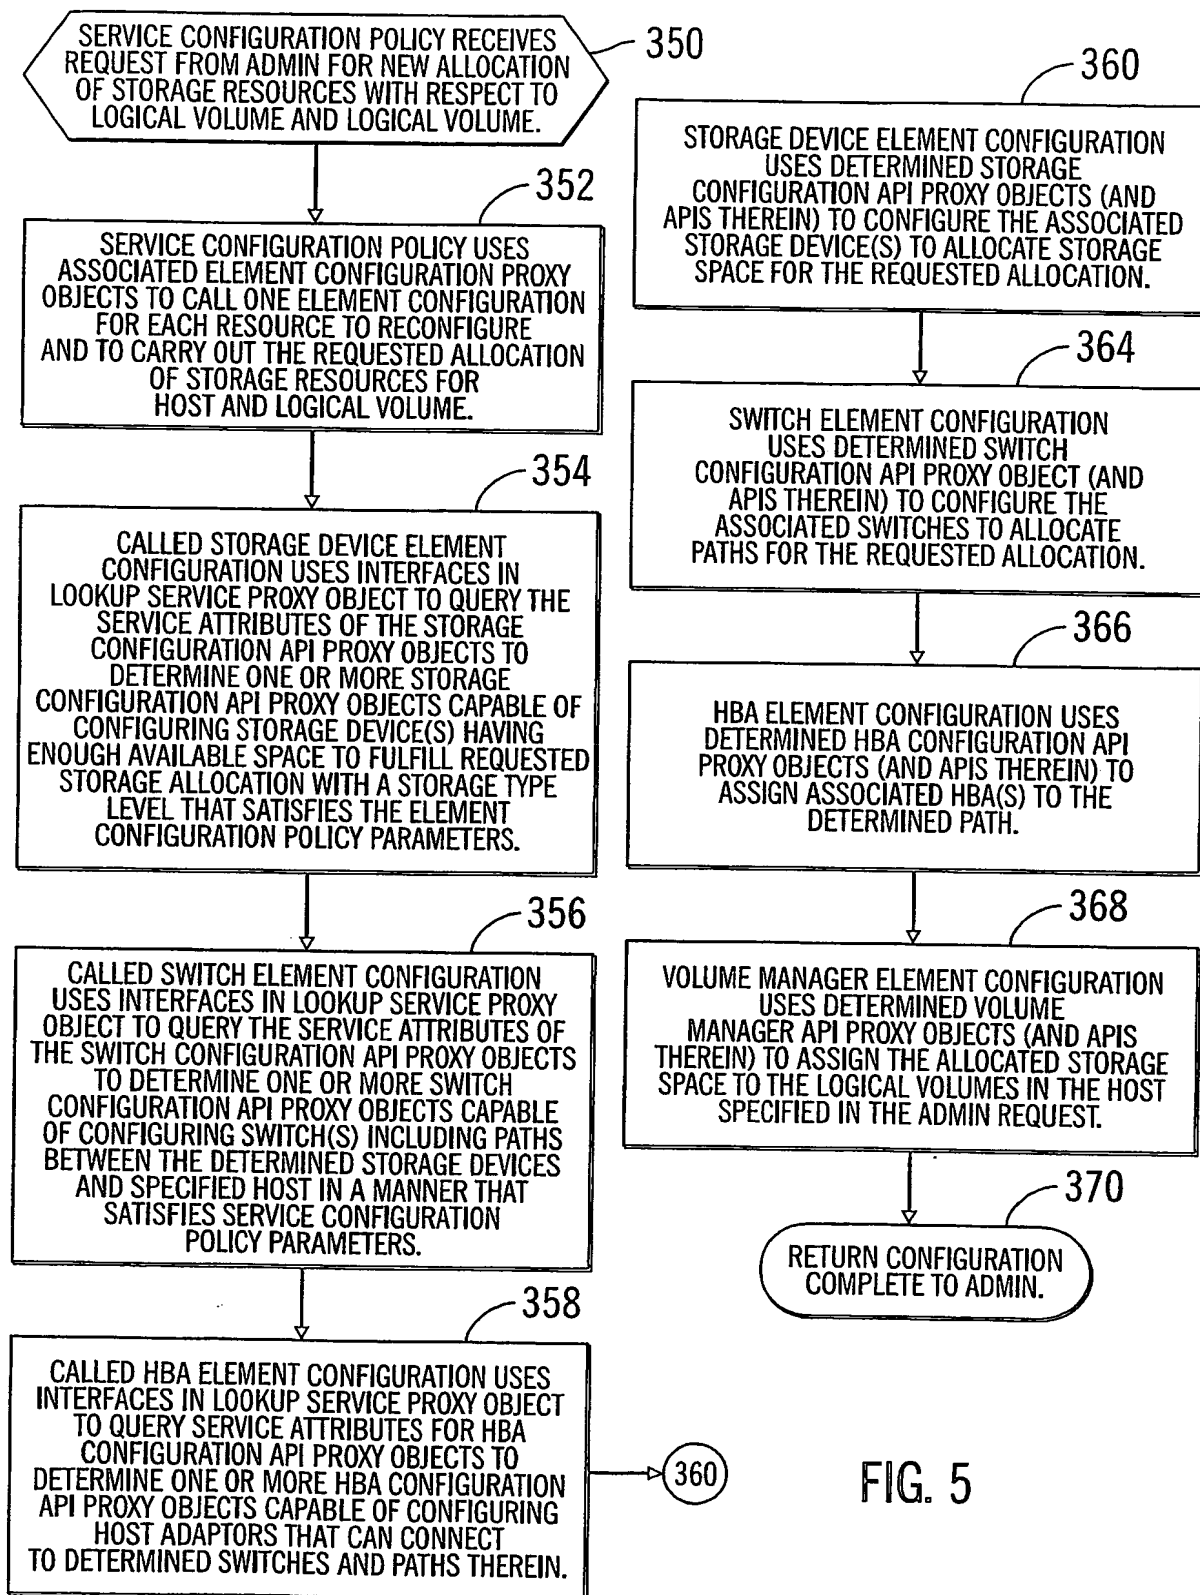 SERVICE CONFIGURATION POLICY RECEIVES
REQUEST FROM ADMIN FOR NEW ALLOCATION
OF STORAGE RESOURCES WITH RESPECT TO
LOGICAL VOLUME AND LOGICAL VOLUME.
350
352
SERVICE CONFIGURATION POLICY USES
ASSOCIATED ELEMENT CONFIGURATION PROXY
OBJECTS TO CALL ONE ELEMENT CONFIGURATION
FOR EACH RESOURCE TO RECONFIGURE
AND TO CARRY OUT THE REQUESTED ALLOCATION
OF STORAGE RESOURCES FOR
HOST AND LOGICAL VOLUME.
354
CALLED STORAGE DEVICE ELEMENT
CONFIGURATION USES INTERFACES IN
LOOKUP SERVICE PROXY OBJECT TO QUERY THE
SERVICE ATTRIBUTES OF THE STORAGE
CONFIGURATION API PROXY OBJECTS TO
DETERMINE ONE OR MORE STORAGE
CONFIGURATION API PROXY OBJECTS CAPABLE OF
CONFIGURING STORAGE DEVICE(S) HAVING
ENOUGH AVAILABLE SPACE TO FULFILL REQUESTED
STORAGE ALLOCATION WITH A STORAGE TYPE
LEVEL THAT SATISFIES THE ELEMENT
CONFIGURATION POLICY PARAMETERS.
356
CALLED SWITCH ELEMENT CONFIGURATION
USES INTERFACES IN LOOKUP SERVICE PROXY
OBJECT TO QUERY THE SERVICE ATTRIBUTES OF
THE SWITCH CONFIGURATION API PROXY OBJECTS
TO DETERMINE ONE OR MORE SWITCH
CONFIGURATION API PROXY OBJECTS CAPABLE
OF CONFIGURING SWITCH(S) INCLUDING PATHS
BETWEEN THE DETERMINED STORAGE DEVICES
AND SPECIFIED HOST IN A MANNER THAT
SATISFIES SERVICE CONFIGURATION
POLICY PARAMETERS.
358
CALLED HBA ELEMENT CONFIGURATION USES
INTERFACES IN LOOKUP SERVICE PROXY OBJECT
TO QUERY SERVICE ATTRIBUTES FOR HBA
CONFIGURATION API PROXY OBJECTS TO
DETERMINE ONE OR MORE HBA CONFIGURATION
API PROXY OBJECTS CAPABLE OF CONFIGURING
HOST ADAPTORS THAT CAN CONNECT
TO DETERMINED SWITCHES AND PATHS THEREIN.
360
360
STORAGE DEVICE ELEMENT CONFIGURATION
USES DETERMINED STORAGE
CONFIGURATION API PROXY OBJECTS (AND
APIS THEREIN) TO CONFIGURE THE ASSOCIATED
STORAGE DEVICE(S) TO ALLOCATE STORAGE
SPACE FOR THE REQUESTED ALLOCATION.
364
SWITCH ELEMENT CONFIGURATION
USES DETERMINED SWITCH
CONFIGURATION API PROXY OBJECT (AND
APIS THEREIN) TO CONFIGURE THE
ASSOCIATED SWITCHES TO ALLOCATE
PATHS FOR THE REQUESTED ALLOCATION.
366
HBA ELEMENT CONFIGURATION USES
DETERMINED HBA CONFIGURATION API
PROXY OBJECTS (AND APIS THEREIN) TO
ASSIGN ASSOCIATED HBA(S) TO THE
DETERMINED PATH.
368
VOLUME MANAGER ELEMENT CONFIGURATION
USES DETERMINED VOLUME
MANAGER API PROXY OBJECTS (AND APIS
THEREIN) TO ASSIGN THE ALLOCATED STORAGE
SPACE TO THE LOGICAL VOLUMES IN THE HOST
SPECIFIED IN THE ADMIN REQUEST.
370
RETURN CONFIGURATION
COMPLETE TO ADMIN.
FIG. 5